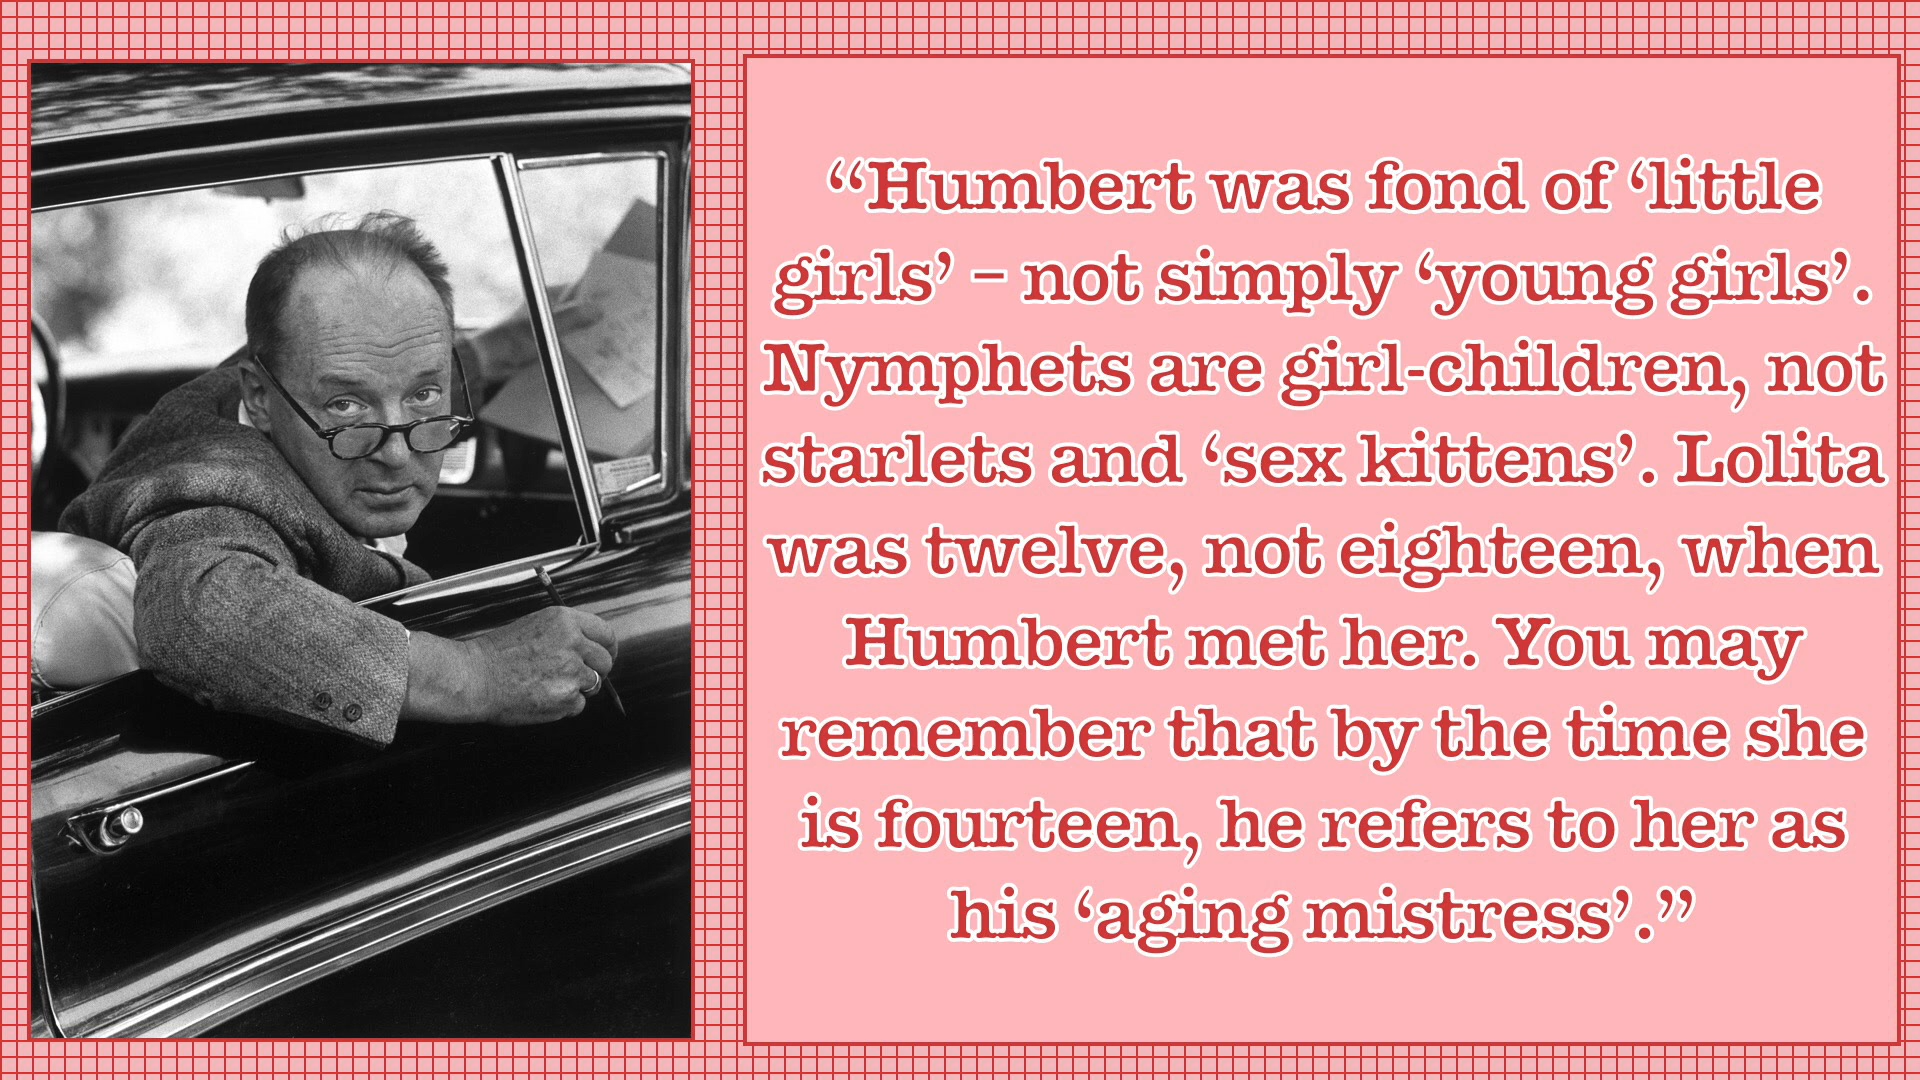 “Humbert was fond of ‘little
girls’ – not simply ‘young girls’.
Nymphets are girl-children, not
starlets and ‘sex kittens’. Lolita
was twelve, not eighteen, when
Humbert met her. You may
remember that by the time she
is fourteen, he refers to her as
his ‘aging mistress’.”